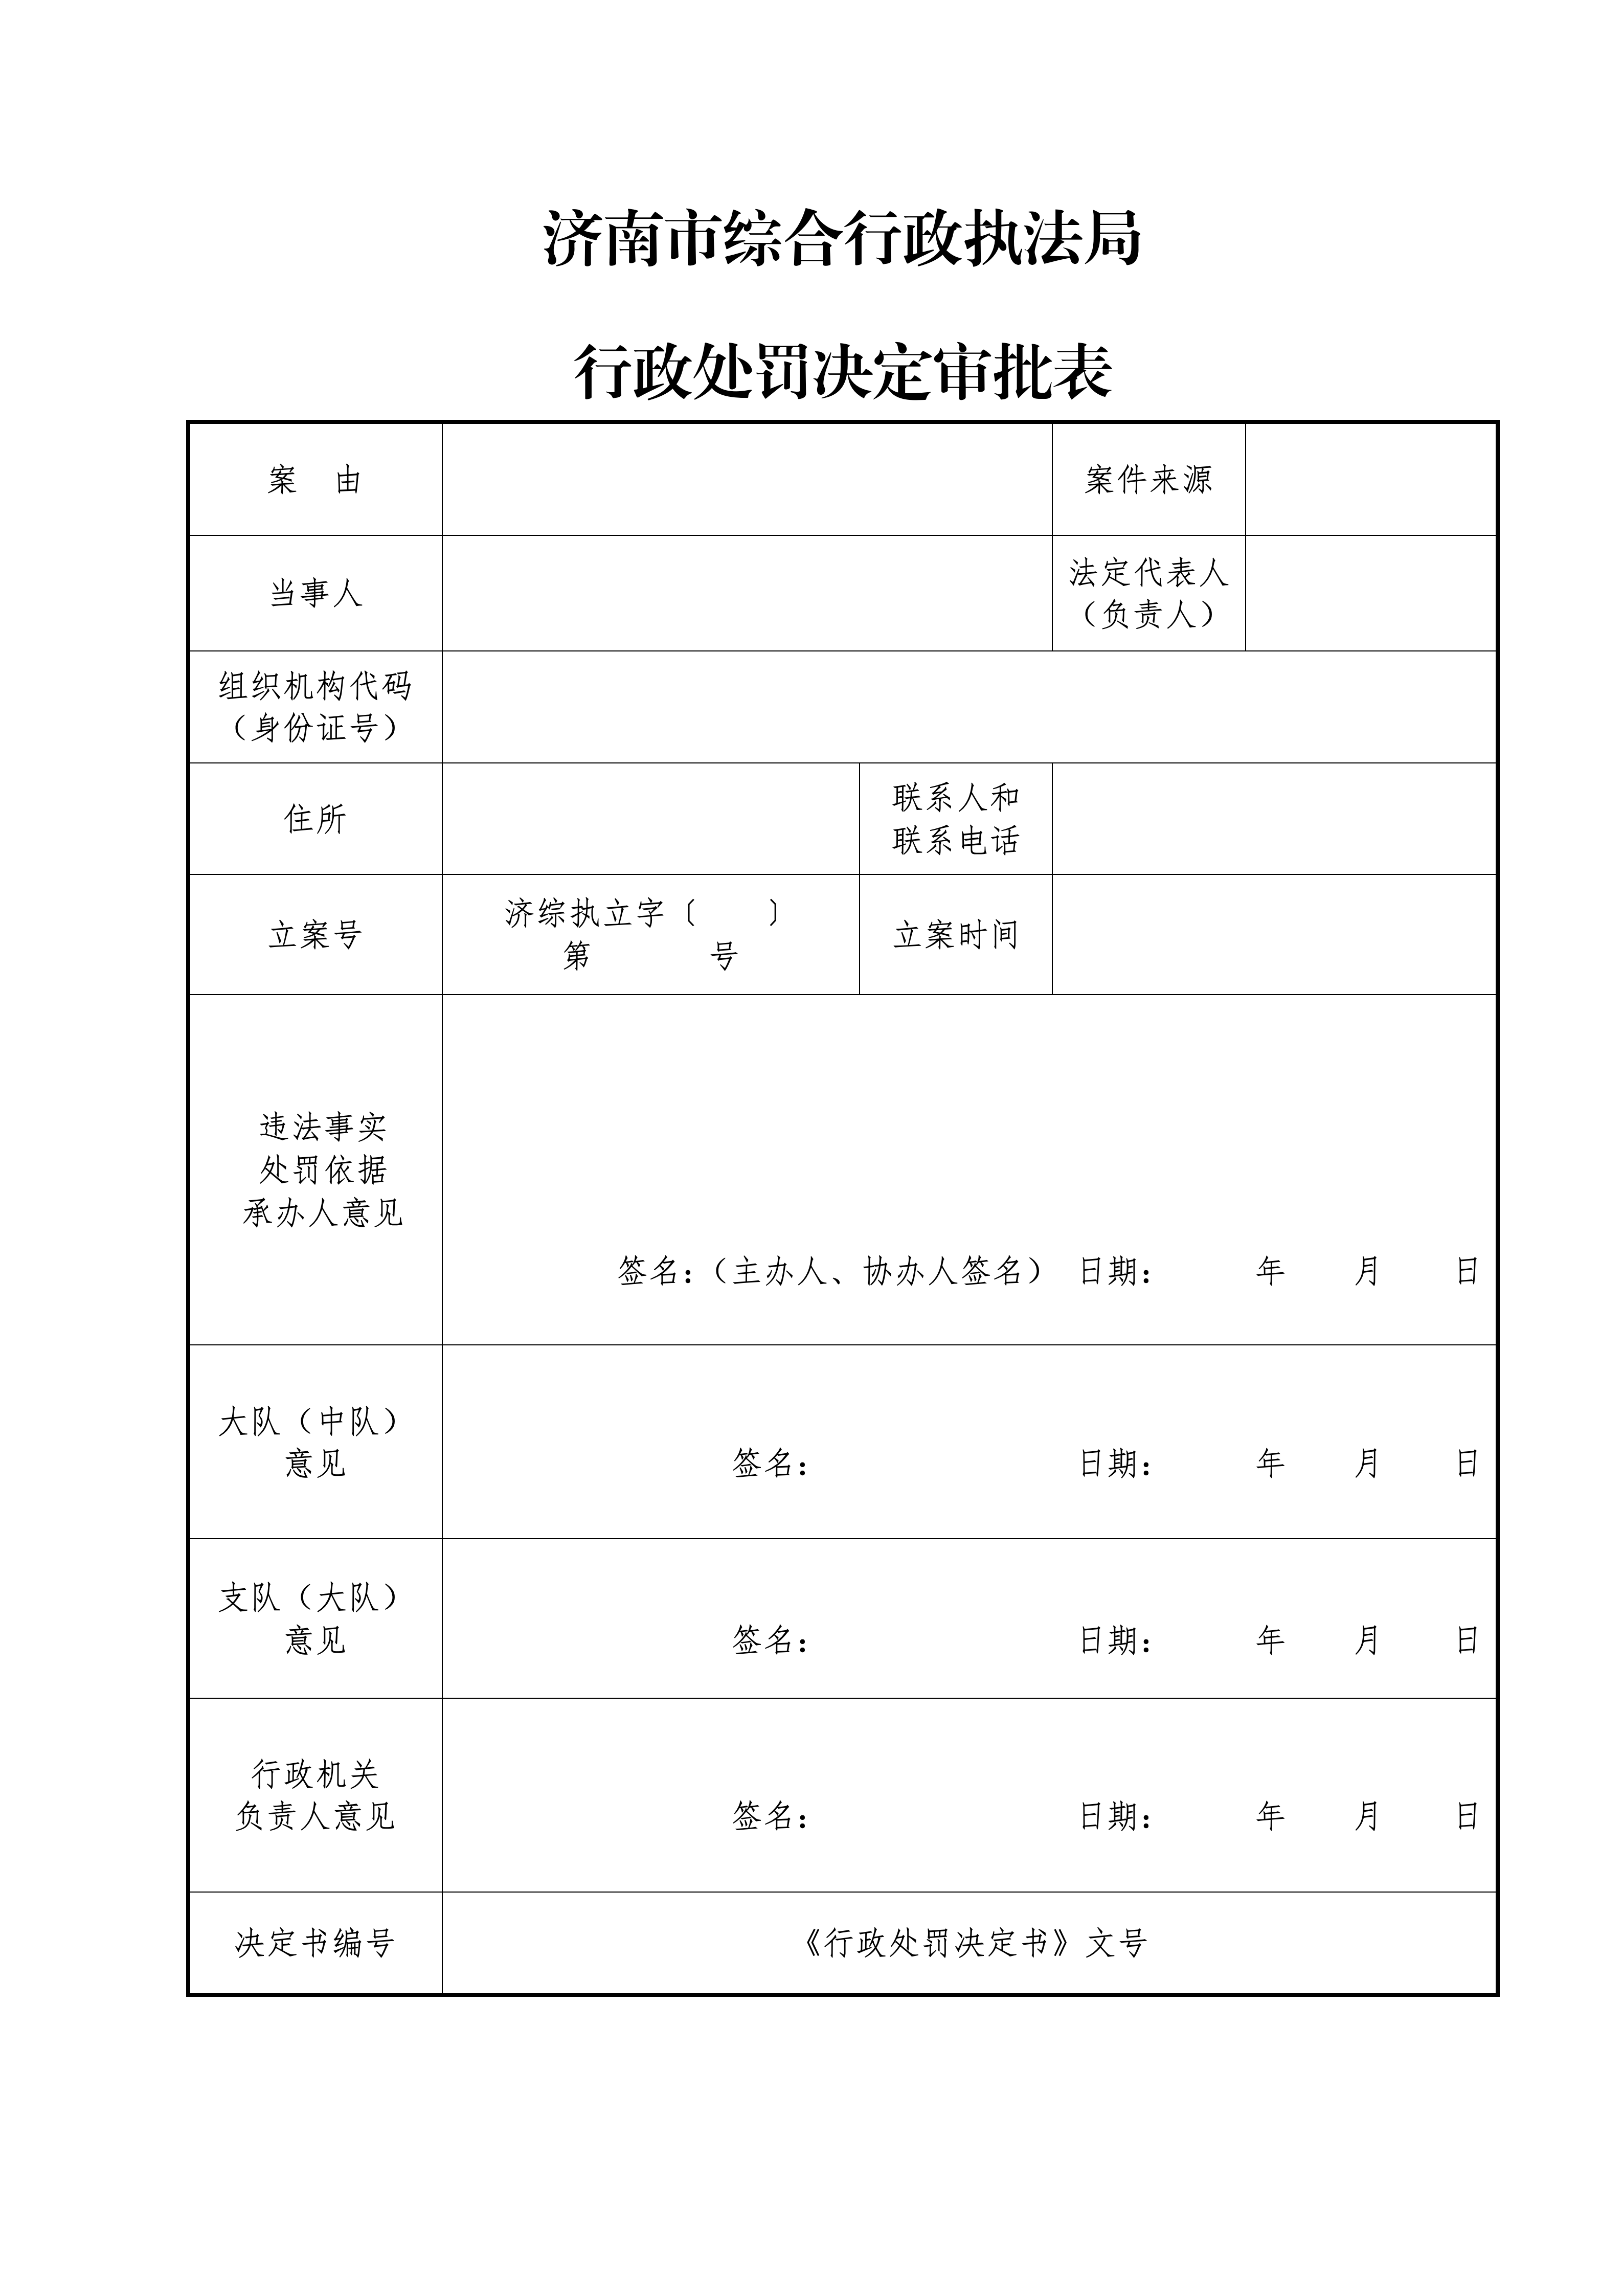 济南市综合行政执法局
行政处罚决定审批表
案 由
案件来源
当事人
法定代表人
（负责人）
组织机构代码
（身份证号）
住所
联系人和
联系电话
立案号
济综执立字〔 〕
第 号
立案时间
违法事实
处罚依据
承办人意见
签名：（主办人、协办人签名） 日期： 年 月 日
大队（中队）
意见
签名： 日期： 年 月 日
支队（大队）
意见
签名： 日期： 年 月 日
行政机关
负责人意见
签名： 日期： 年 月 日
决定书编号
《行政处罚决定书》文号